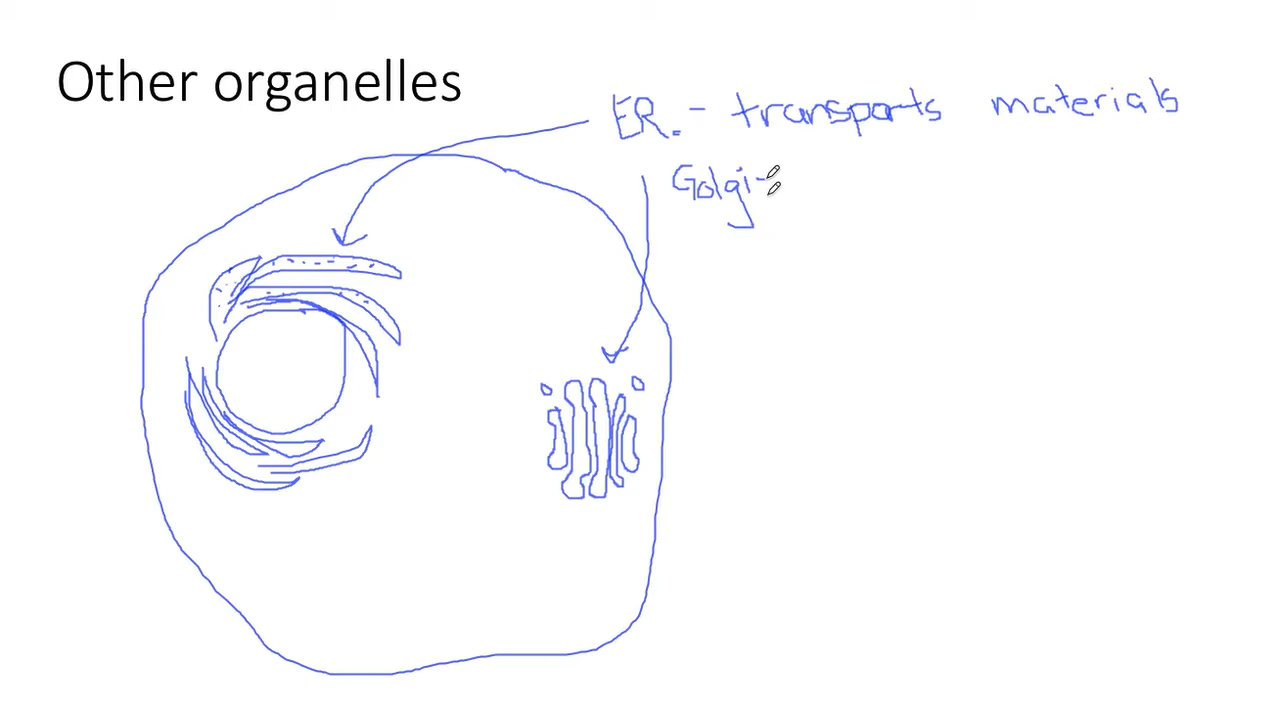 Other organelles
ER. - transports materials
Golgi -